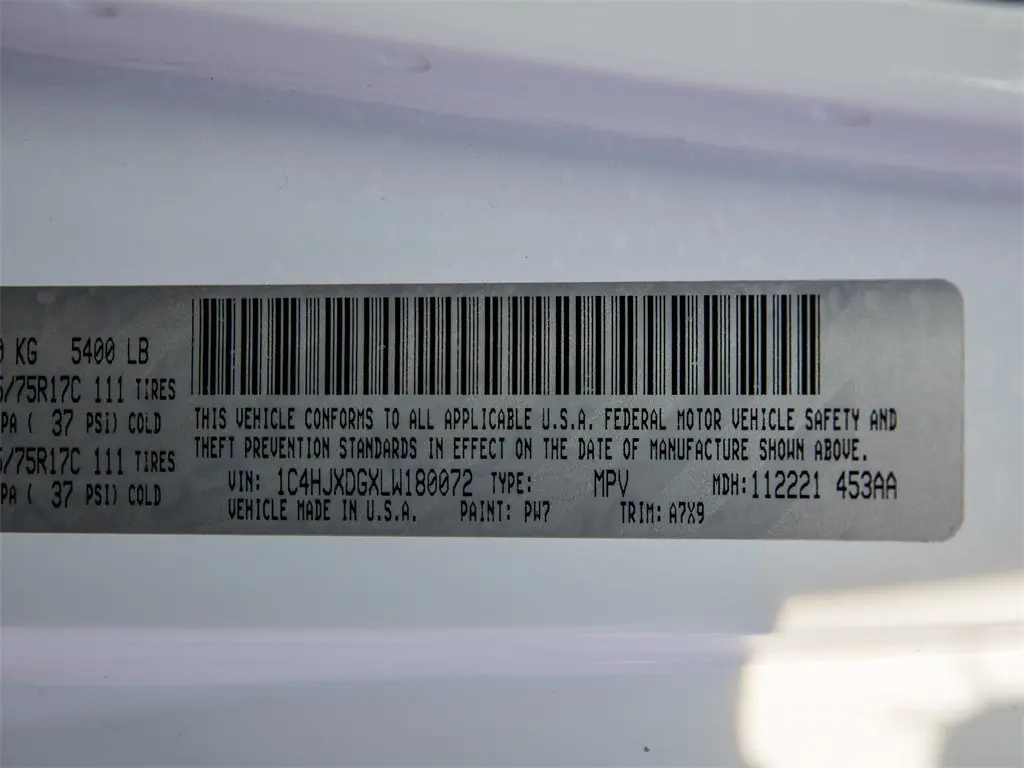 KG 5400 LB
/75R17C 111 TIRES
PA ( 37 PSI) COLD
/75R17C 111 TIRES
PA ( 37 PSI) COLD
THIS VEHICLE CONFORMS TO ALL APPLICABLE U.S.A. FEDERAL MOTOR VEHICLE SAFETY AND
THEFT PREVENTION STANDARDS IN EFFECT ON THE DATE OF MANUFACTURE SHOWN ABOVE.
VIN: 1C4HJXDGXLW180072 TYPE: MPV MDH:112221 453AA
VEHICLE MADE IN U.S.A. PAINT: PW7 TRIM: A7X9